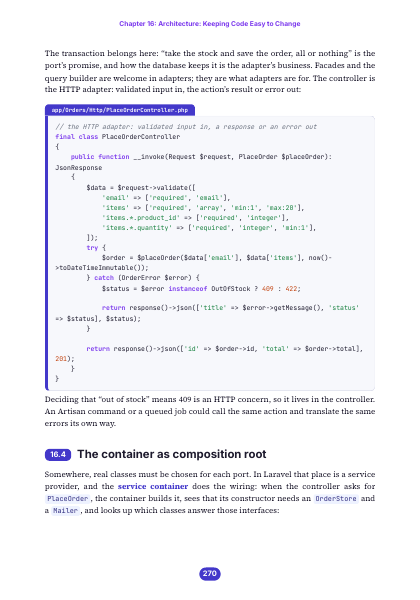 Chapter 16: Architecture: Keeping Code Easy to Change
The transaction belongs here: “take the stock and save the order, all or nothing” is the
port’s promise, and how the database keeps it is the adapter’s business. Facades and the
query builder are welcome in adapters; they are what adapters are for. The controller is
the HTTP adapter: validated input in, the action’s result or error out:
app/Orders/Http/PlaceOrderController.php
// the HTTP adapter: validated input in, a response or an error out
final class PlaceOrderController
{
    public function __invoke(Request $request, PlaceOrder $placeOrder):
JsonResponse
    {
        $data = $request->validate([
            'email' => ['required', 'email'],
            'items' => ['required', 'array', 'min:1', 'max:20'],
            'items.*.product_id' => ['required', 'integer'],
            'items.*.quantity' => ['required', 'integer', 'min:1'],
        ]);
        try {
            $order = $placeOrder($data['email'], $data['items'], now()-
>toDateTimeImmutable());
        } catch (OrderError $error) {
            $status = $error instanceof OutOfStock ? 409 : 422;

            return response()->json(['title' => $error->getMessage(), 'status'
=> $status], $status);
        }

        return response()->json(['id' => $order->id, 'total' => $order->total],
201);
    }
}
Deciding that “out of stock” means 409 is an HTTP concern, so it lives in the controller.
An Artisan command or a queued job could call the same action and translate the same
errors its own way.
16.4 The container as composition root
Somewhere, real classes must be chosen for each port. In Laravel that place is a service
provider, and the service container does the wiring: when the controller asks for
PlaceOrder, the container builds it, sees that its constructor needs an OrderStore and
a Mailer, and looks up which classes answer those interfaces:
270